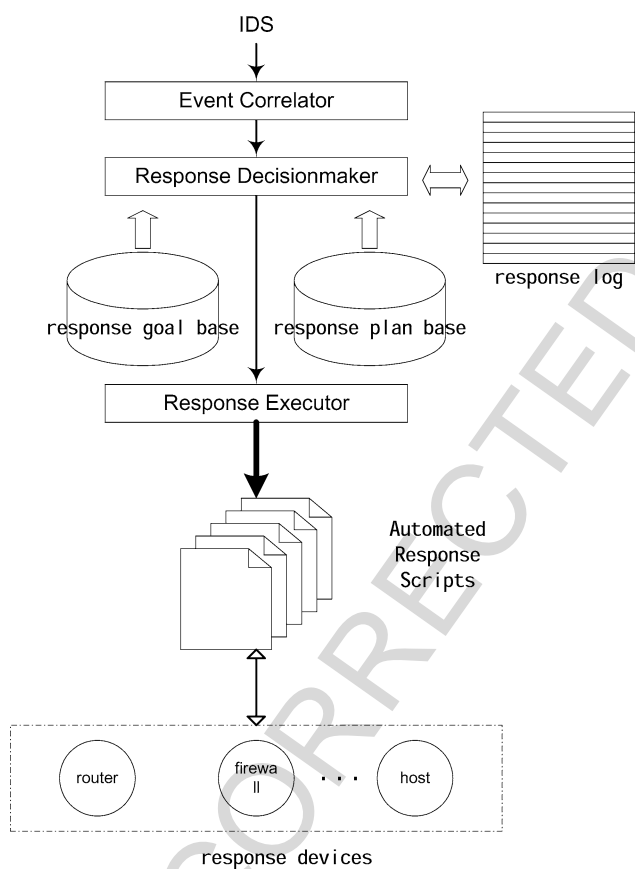 IDS
Event Correlator
Response Decisionmaker
response log
response goal base
response plan base
Response Executor
Automated
Response
Scripts
router
firewa
ll
. . .
host
response devices
CORRECTED